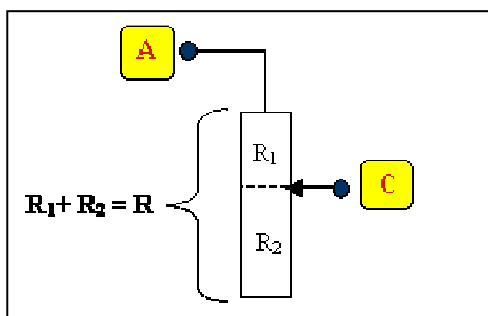 A
R₁
C
R₁+ R₂ = R
R₂